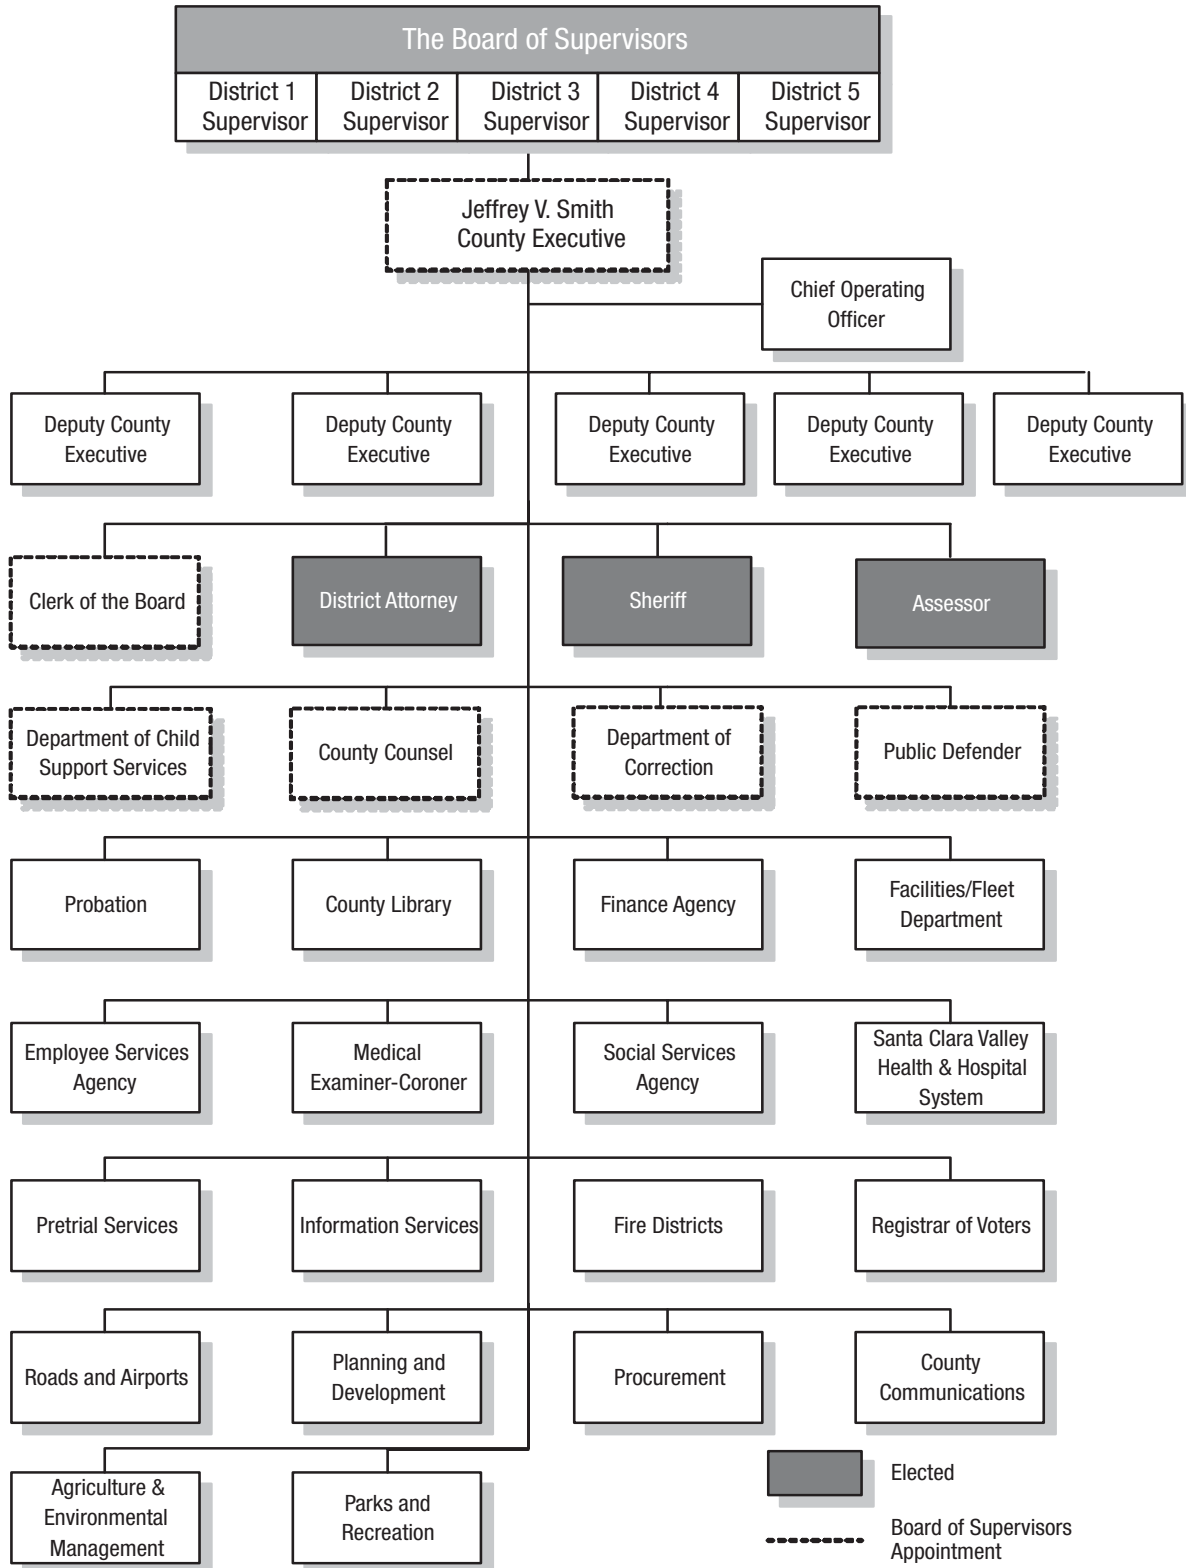 The Board of Supervisors
District 1
Supervisor
District 2
Supervisor
District 3
Supervisor
District 4
Supervisor
District 5
Supervisor
Jeffrey V. Smith
County Executive
Chief Operating
Officer
Deputy County
Executive
Deputy County
Executive
Deputy County
Executive
Deputy County
Executive
Deputy County
Executive
Clerk of the Board
District Attorney
Sheriff
Assessor
Department of Child
Support Services
County Counsel
Department of
Correction
Public Defender
Probation
County Library
Finance Agency
Facilities/Fleet
Department
Employee Services
Agency
Medical
Examiner-Coroner
Social Services
Agency
Santa Clara Valley
Health & Hospital
System
Pretrial Services
Information Services
Fire Districts
Registrar of Voters
Roads and Airports
Planning and
Development
Procurement
County
Communications
Agriculture &
Environmental
Management
Parks and
Recreation
Elected
Board of Supervisors
Appointment